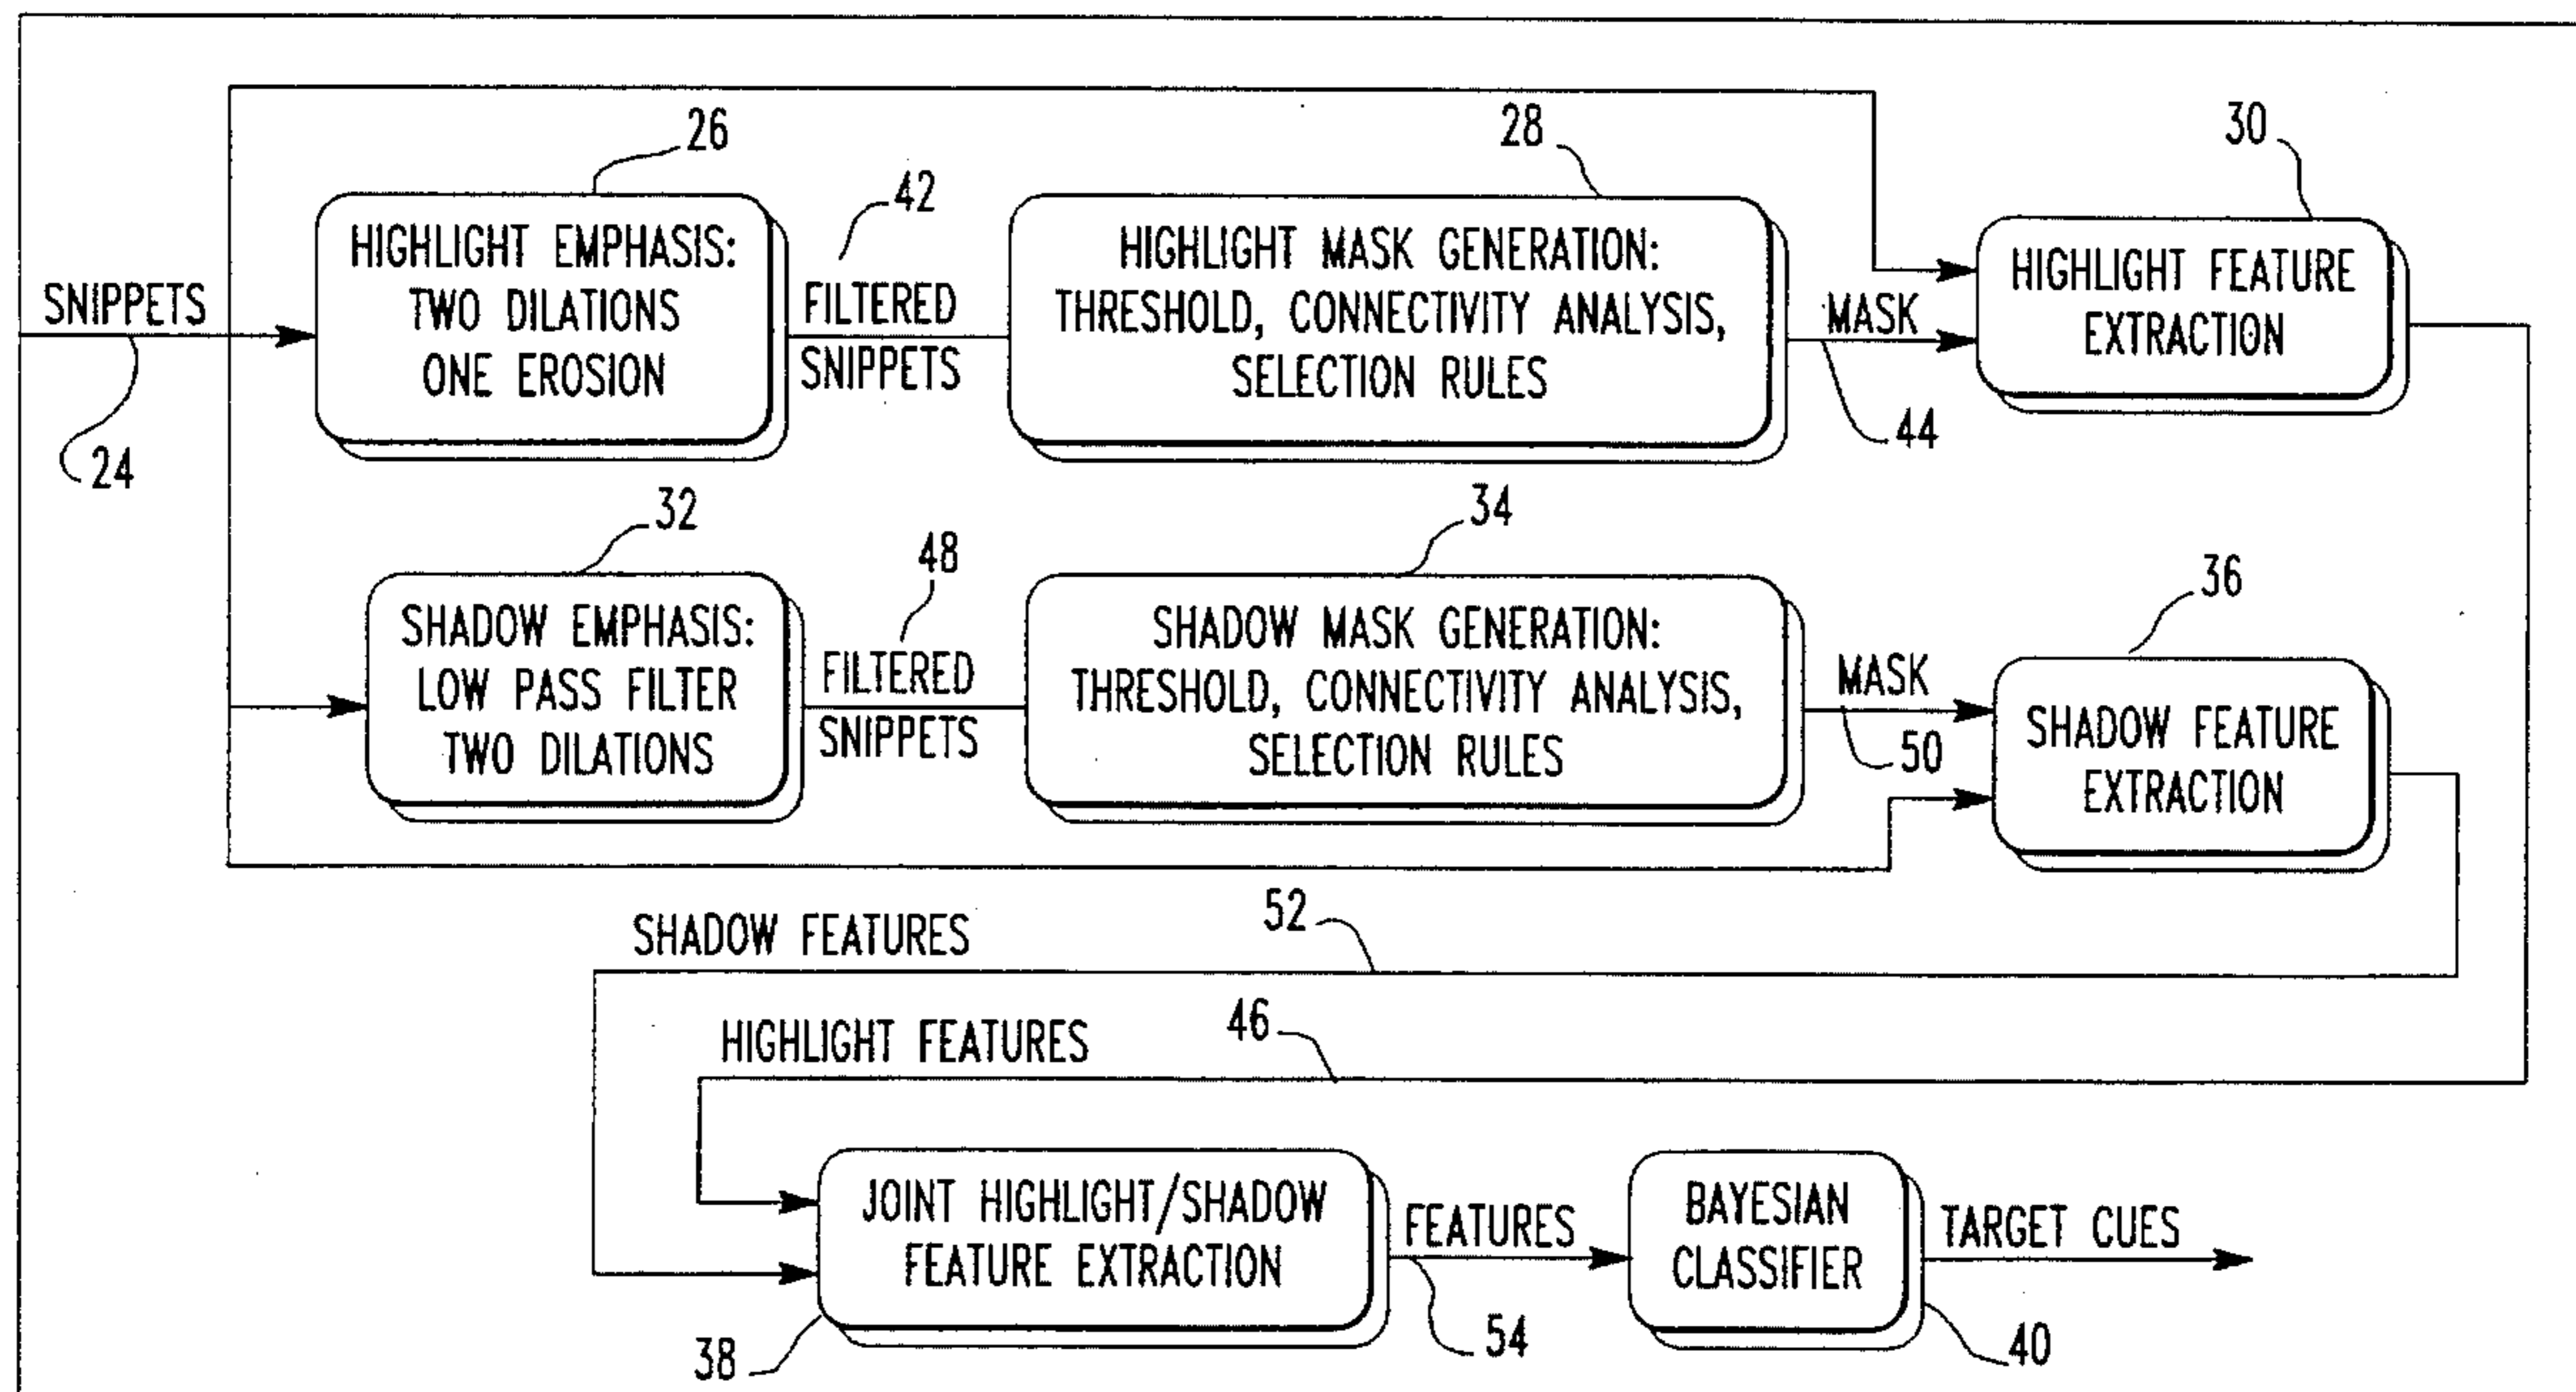 26
28
30
42
HIGHLIGHT EMPHASIS:
TWO DILATIONS
ONE EROSION
HIGHLIGHT MASK GENERATION:
THRESHOLD, CONNECTIVITY ANALYSIS,
SELECTION RULES
HIGHLIGHT FEATURE
EXTRACTION
SNIPPETS
FILTERED
SNIPPETS
MASK
24
44
32
48
34
36
SHADOW EMPHASIS:
LOW PASS FILTER
TWO DILATIONS
FILTERED
SNIPPETS
SHADOW MASK GENERATION:
THRESHOLD, CONNECTIVITY ANALYSIS,
SELECTION RULES
MASK
50
SHADOW FEATURE
EXTRACTION
SHADOW FEATURES
52
HIGHLIGHT FEATURES
46
JOINT HIGHLIGHT/SHADOW
FEATURE EXTRACTION
FEATURES
BAYESIAN
CLASSIFIER
TARGET CUES
38
54
40